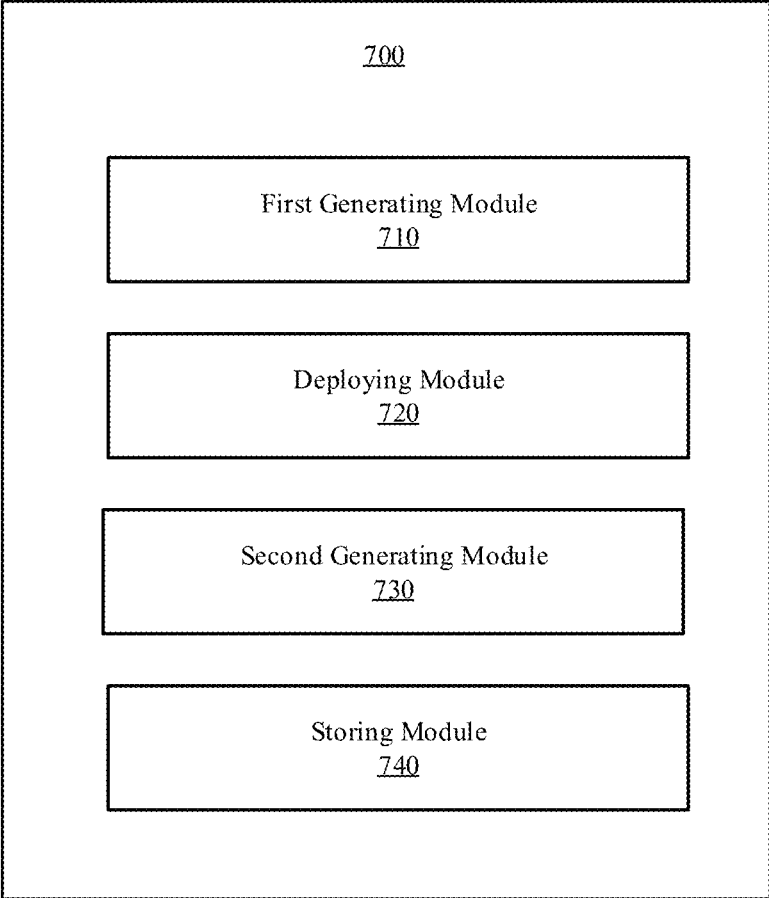 700
First Generating Module
710
Deploying Module
720
Second Generating Module
730
Storing Module
740